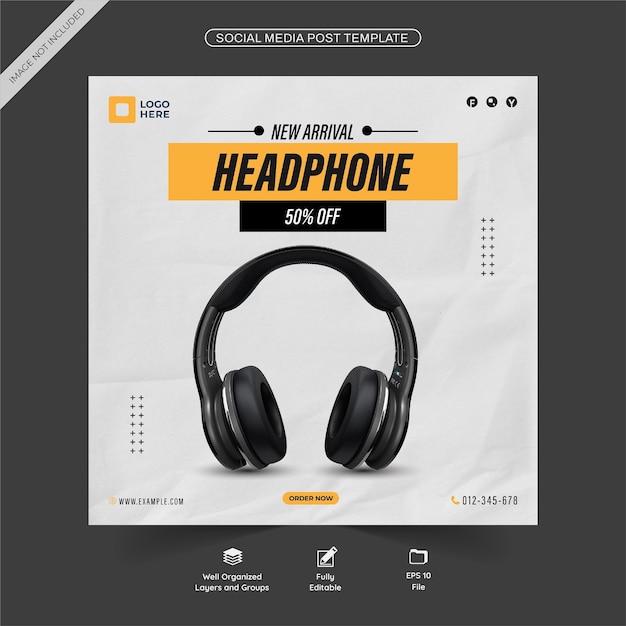 IMAGE NOT INCLUDED
SOCIAL MEDIA POST TEMPLATE
LOGO
HERE
F Q Y
NEW ARRIVAL
HEADPHONE
50% OFF
WWW.EXAMPLE.COM
ORDER NOW
012-345-678
Well Organized
Layers and Groups
Fully
Editable
EPS 10
File